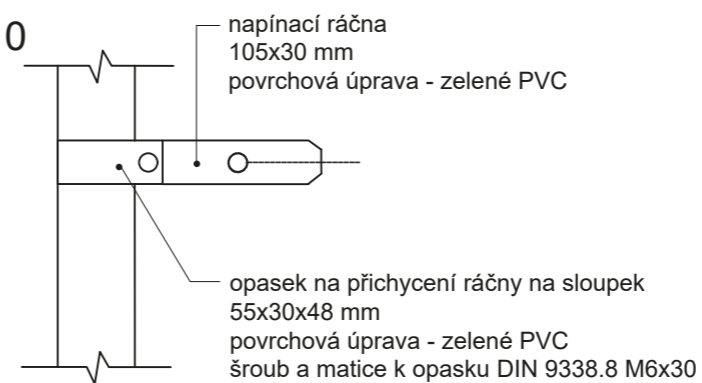 0
napínací ráčna
105x30 mm
povrchová úprava - zelené PVC
opasek na přichycení ráčny na sloupek
55x30x48 mm
povrchová úprava - zelené PVC
šroub a matice k opasku DIN 9338.8 M6x30